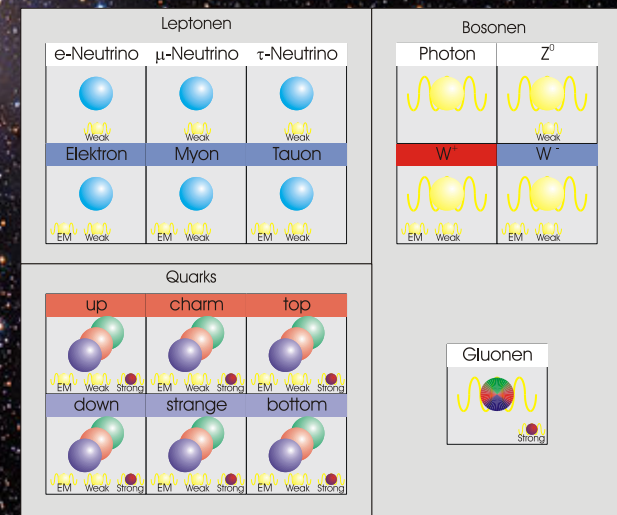 Leptonen
e-Neutrino μ-Neutrino τ-Neutrino
Weak Weak Weak
Elektron Myon Tauon
EM Weak EM Weak EM Weak
Bosonen
Photon Z⁰
Weak
W⁺ W⁻
EM Weak EM Weak
Quarks
up charm top
EM Weak Strong EM Weak Strong EM Weak Strong
down strange bottom
EM Weak Strong EM Weak Strong EM Weak Strong
Gluonen
Strong